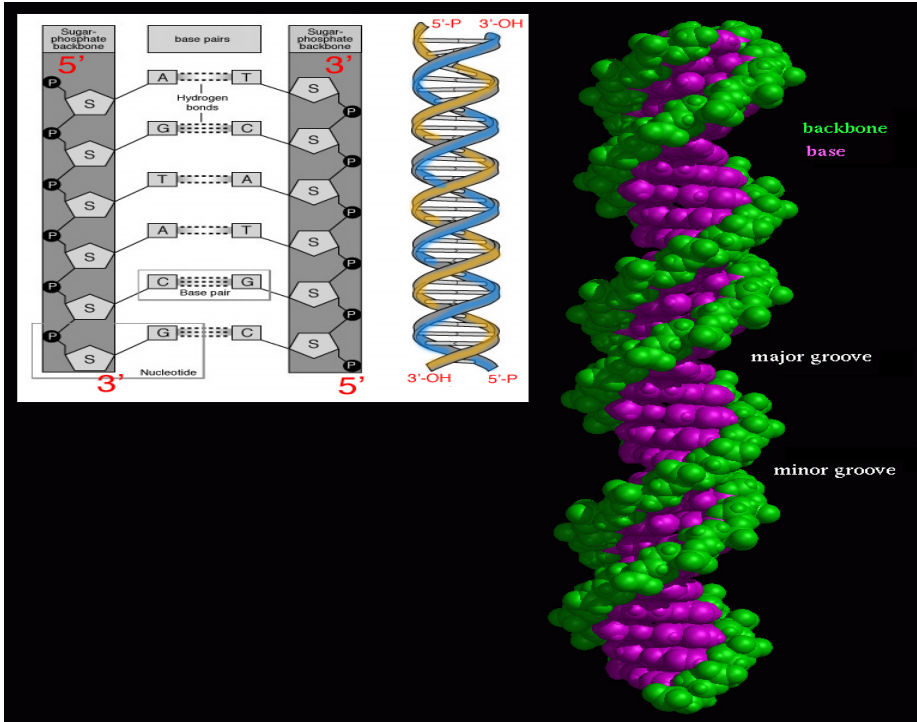 Sugar-
phosphate
backbone
base pairs
Sugar-
phosphate
backbone
5'-P 3'-OH
5'
3'
P
S
A
T
S
P
Hydrogen
bonds
P
S
G
C
S
P
P
S
T
A
S
P
P
S
A
T
S
P
P
S
C
G
S
P
Base pair
P
S
G
C
S
P
Nucleotide
3'
5'
3'-OH
5'-P
backbone
base
major groove
minor groove